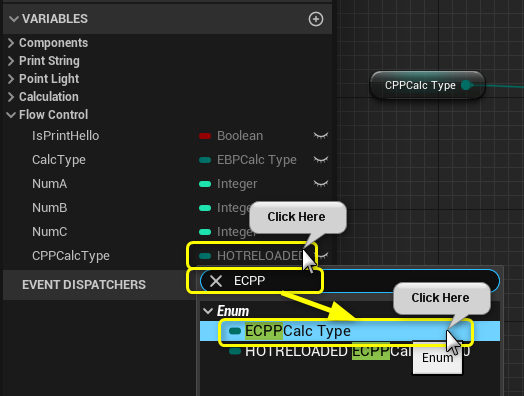 VARIABLES
Components
Print String
Point Light
Calculation
Flow Control
IsPrintHello Boolean
CalcType EBPCalc Type
NumA Integer
NumB Integer
NumC Integer
CPPCalcType HOTRELOADED
EVENT DISPATCHERS
CPPCalc Type
Click Here
ECPP
Click Here
Enum
ECPPCalc Type
HOTRELOADED ECPPCal 0
Enum